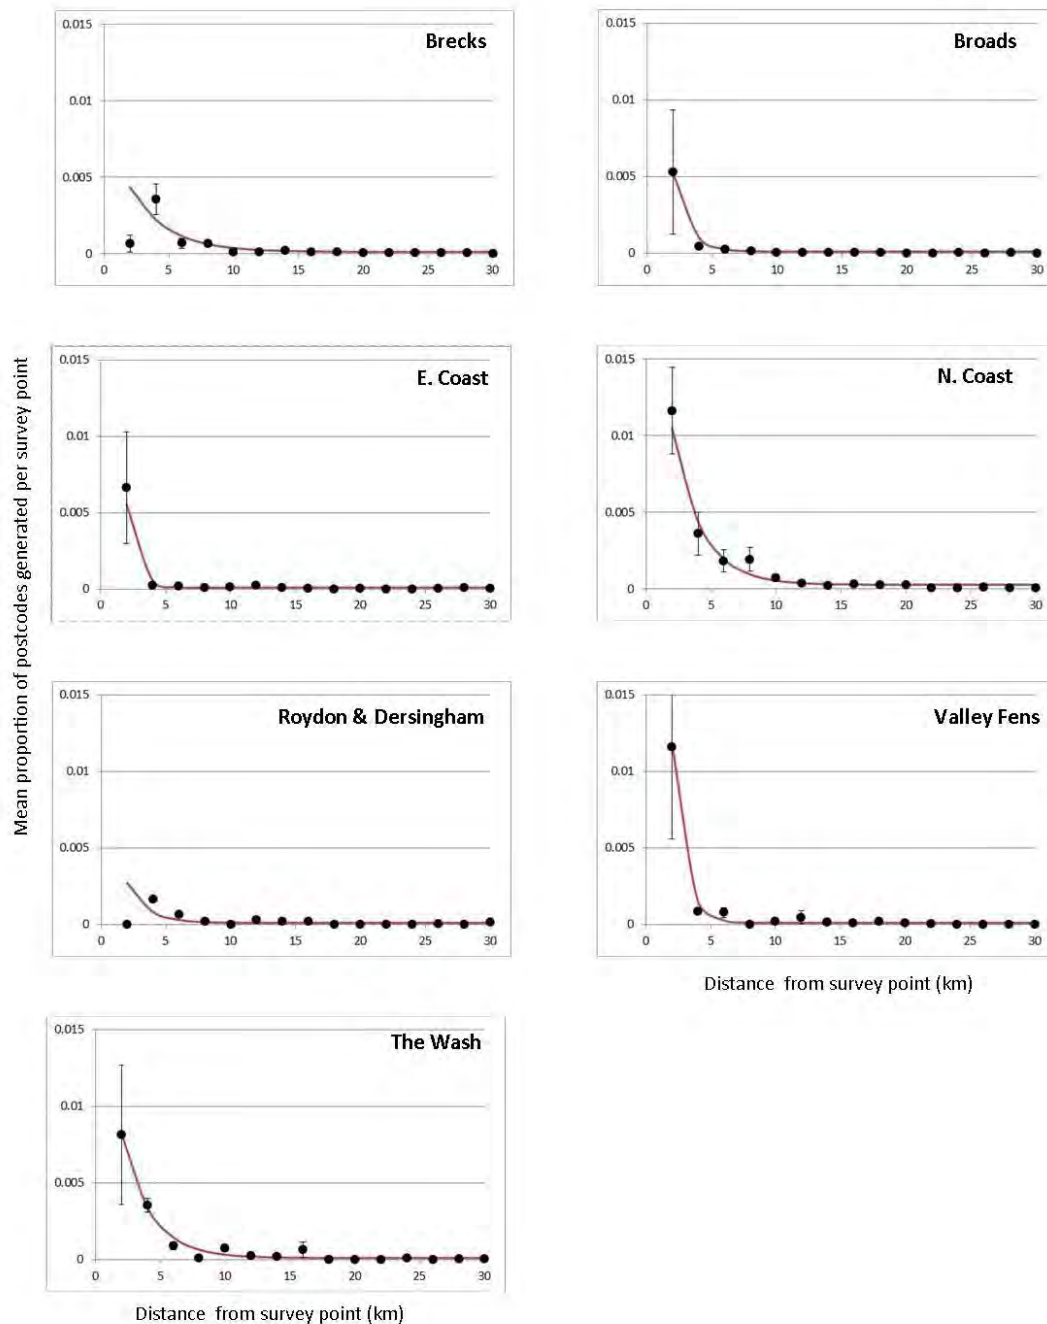 Mean proportion of postcodes generated per survey point
Brecks
0.015
0.01
0.005
0
0 5 10 15 20 25 30
Broads
0.015
0.01
0.005
0
0 5 10 15 20 25 30
E. Coast
0.015
0.01
0.005
0
0 5 10 15 20 25 30
N. Coast
0.015
0.01
0.005
0
0 5 10 15 20 25 30
Roydon & Dersingham
0.015
0.01
0.005
0
0 5 10 15 20 25 30
Valley Fens
0.015
0.01
0.005
0
0 5 10 15 20 25 30
Distance from survey point (km)
The Wash
0.015
0.01
0.005
0
0 5 10 15 20 25 30
Distance from survey point (km)